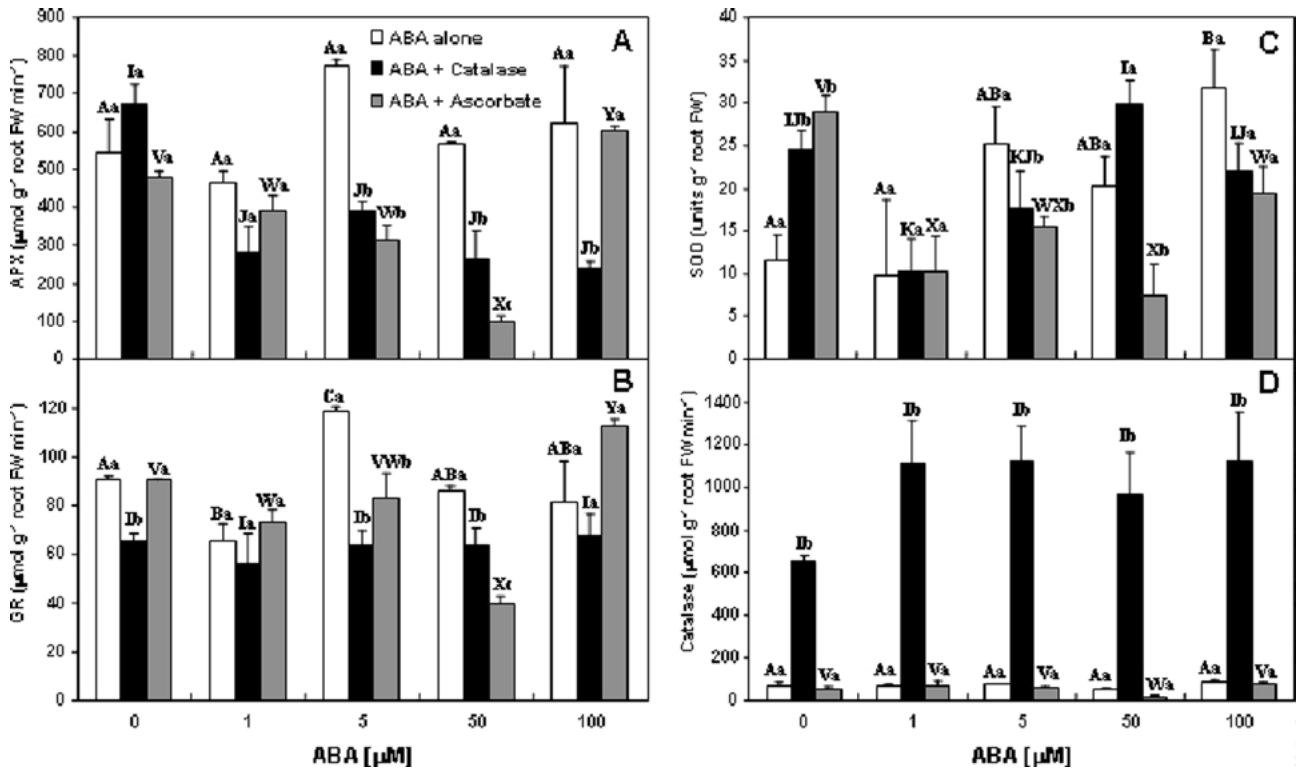 900
800
700
600
500
400
300
200
100
0
APX (µmol g⁻¹ root FW min⁻¹)
A
ABA alone
ABA + Catalase
ABA + Ascorbate
Aa
Ia
Va
Aa
Ja
Wa
Aa
Jb
Wb
Aa
Jb
Xc
Aa
Jb
Ya
40
35
30
25
20
15
10
5
0
SOD (units g⁻¹ root FW)
C
Aa
IJb
Vb
Aa
Ka
Xa
ABa
KJb
WXb
ABa
Ia
Xb
Ba
IJa
Wa
120
100
80
60
40
20
0
GR (µmol g⁻¹ root FW min⁻¹)
B
Aa
Ib
Va
Ba
Ia
Wa
Ca
Ib
VWb
ABa
Ib
Xc
ABa
Ia
Ya
0 1 5 50 100
ABA [µM]
1400
1200
1000
800
600
400
200
0
Catalase (µmol g⁻¹ root FW min⁻¹)
D
Aa
Ib
Va
Aa
Ib
Va
Aa
Ib
Va
Aa
Ib
Wa
Aa
Ib
Va
0 1 5 50 100
ABA [µM]